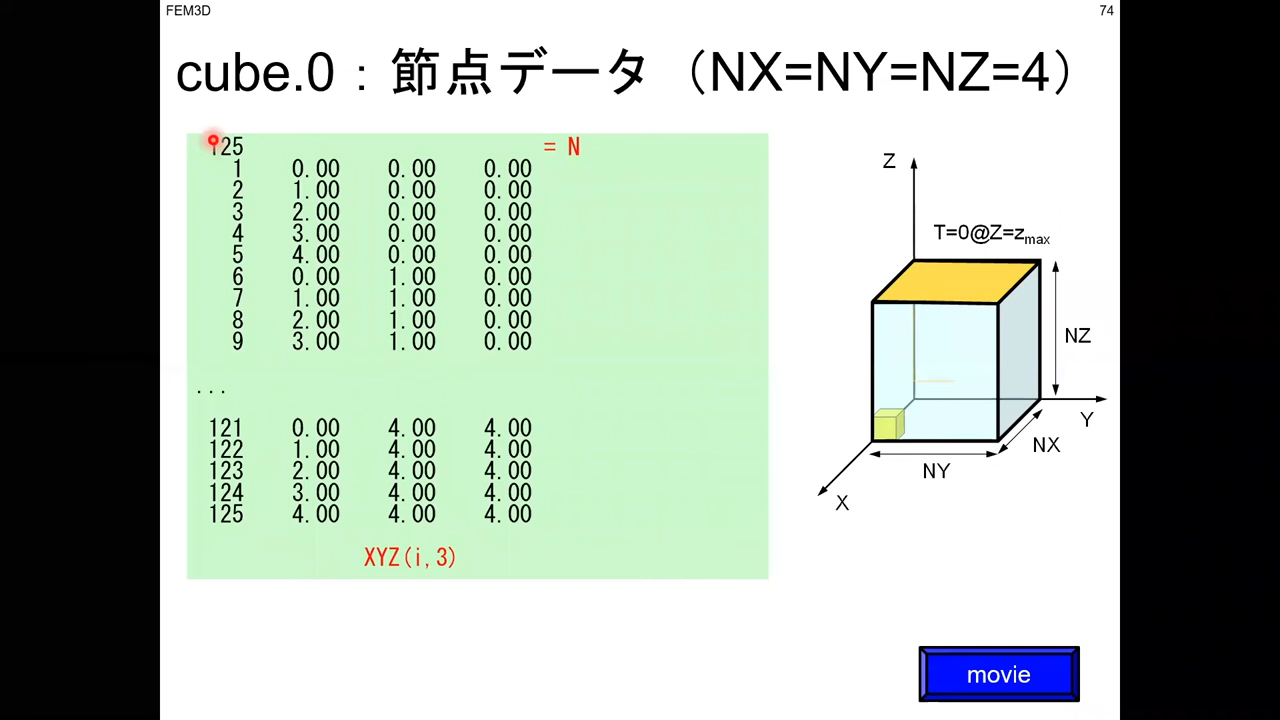 FEM3D
74
cube.0：節点データ（NX=NY=NZ=4）
125 = N
1 0.00 0.00 0.00
2 1.00 0.00 0.00
3 2.00 0.00 0.00
4 3.00 0.00 0.00
5 4.00 0.00 0.00
6 0.00 1.00 0.00
7 1.00 1.00 0.00
8 2.00 1.00 0.00
9 3.00 1.00 0.00
...
121 0.00 4.00 4.00
122 1.00 4.00 4.00
123 2.00 4.00 4.00
124 3.00 4.00 4.00
125 4.00 4.00 4.00
XYZ(i,3)
Z
T=0@Z=zmax
NZ
Y
NX
NY
X
movie